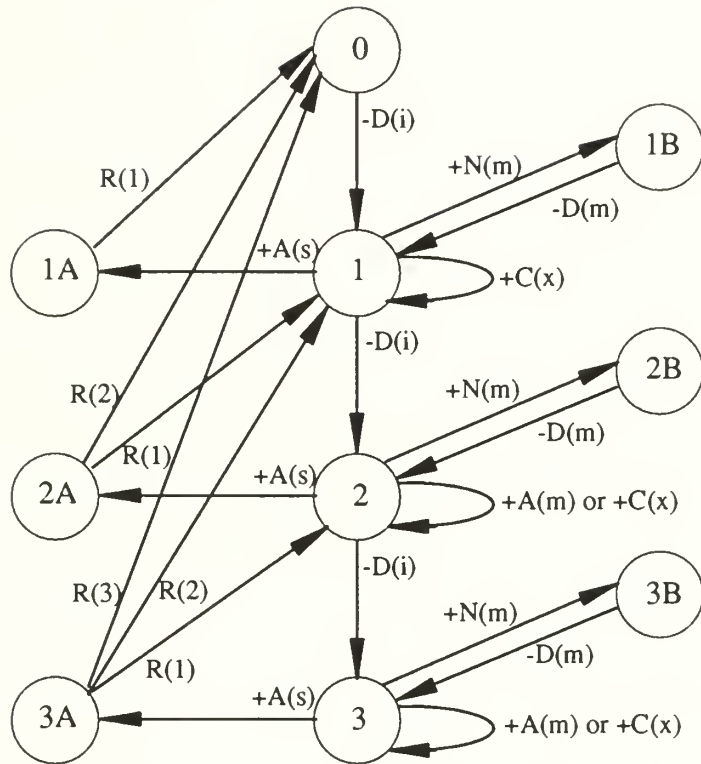 0
-D(i)
1B
+N(m)
R(1)
-D(m)
+A(s)
1A
1
+C(x)
-D(i)
2B
+N(m)
R(2)
-D(m)
R(1)
+A(s)
2A
2
+A(m) or +C(x)
-D(i)
3B
R(3)
R(2)
+N(m)
R(1)
-D(m)
+A(s)
3A
3
+A(m) or +C(x)